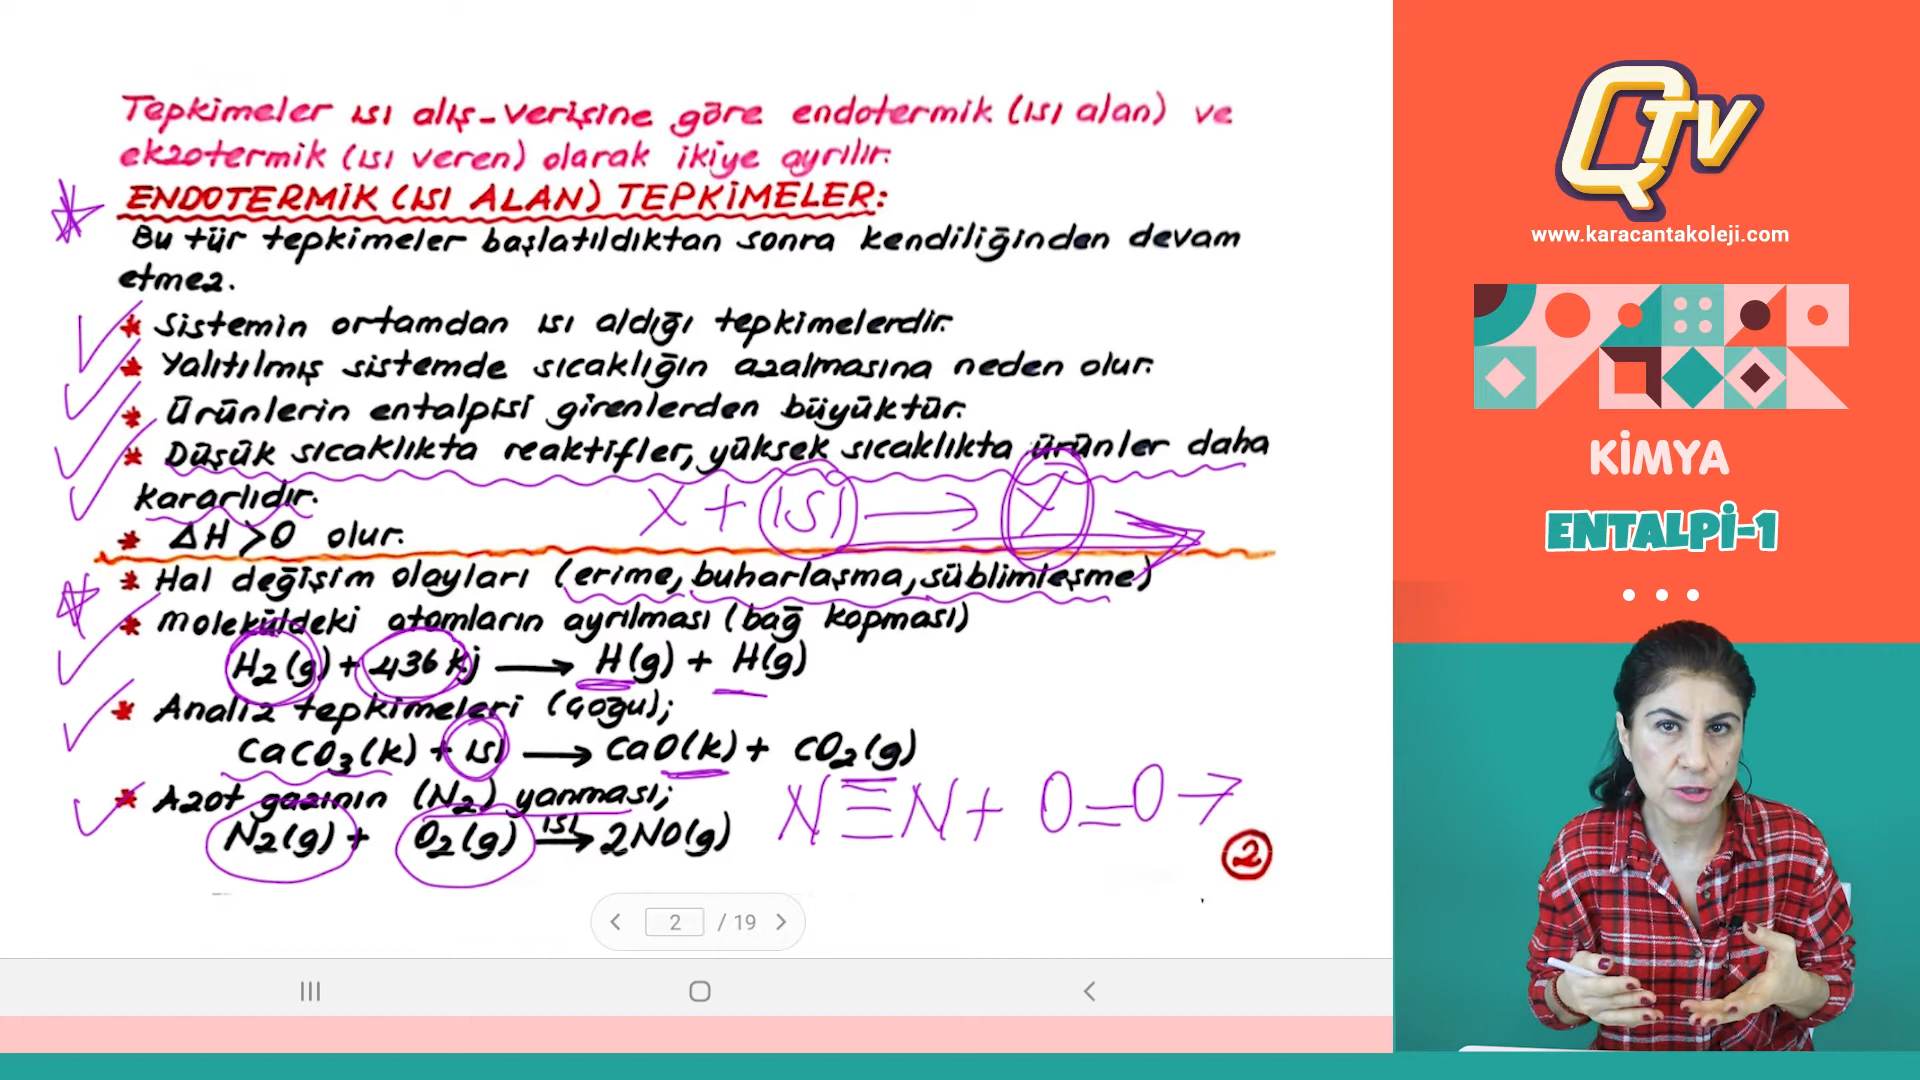 Tepkimeler ısı alış-verişine göre endotermik (ısı alan) ve
ekzotermik (ısı veren) olarak ikiye ayrılır.
ENDOTERMİK (ISI ALAN) TEPKİMELER:
Bu tür tepkimeler başlatıldıktan sonra kendiliğinden devam
etmez.
* Sistemin ortamdan ısı aldığı tepkimelerdir.
* Yalıtılmış sistemde sıcaklığın azalmasına neden olur.
* Ürünlerin entalpisi girenlerden büyüktür.
* Düşük sıcaklıkta reaktifler, yüksek sıcaklıkta ürünler daha
kararlıdır.
X + ISI → Y
* ΔH > 0 olur.
* Hal değişim olayları (erime, buharlaşma, süblimleşme)
* Moleküldeki atomların ayrılması (bağ kopması)
H₂(g) + 436 kj → H(g) + H(g)
* Analiz tepkimeleri (çoğu);
CaCO₃(k) + ısı → CaO(k) + CO₂(g)
* Azot gazının (N₂) yanması;
N₂(g) + O₂(g) ısı→ 2NO(g)
N≡N + O=O →
2
2 / 19
QTV
www.karacantakoleji.com
KİMYA
ENTALPİ-1